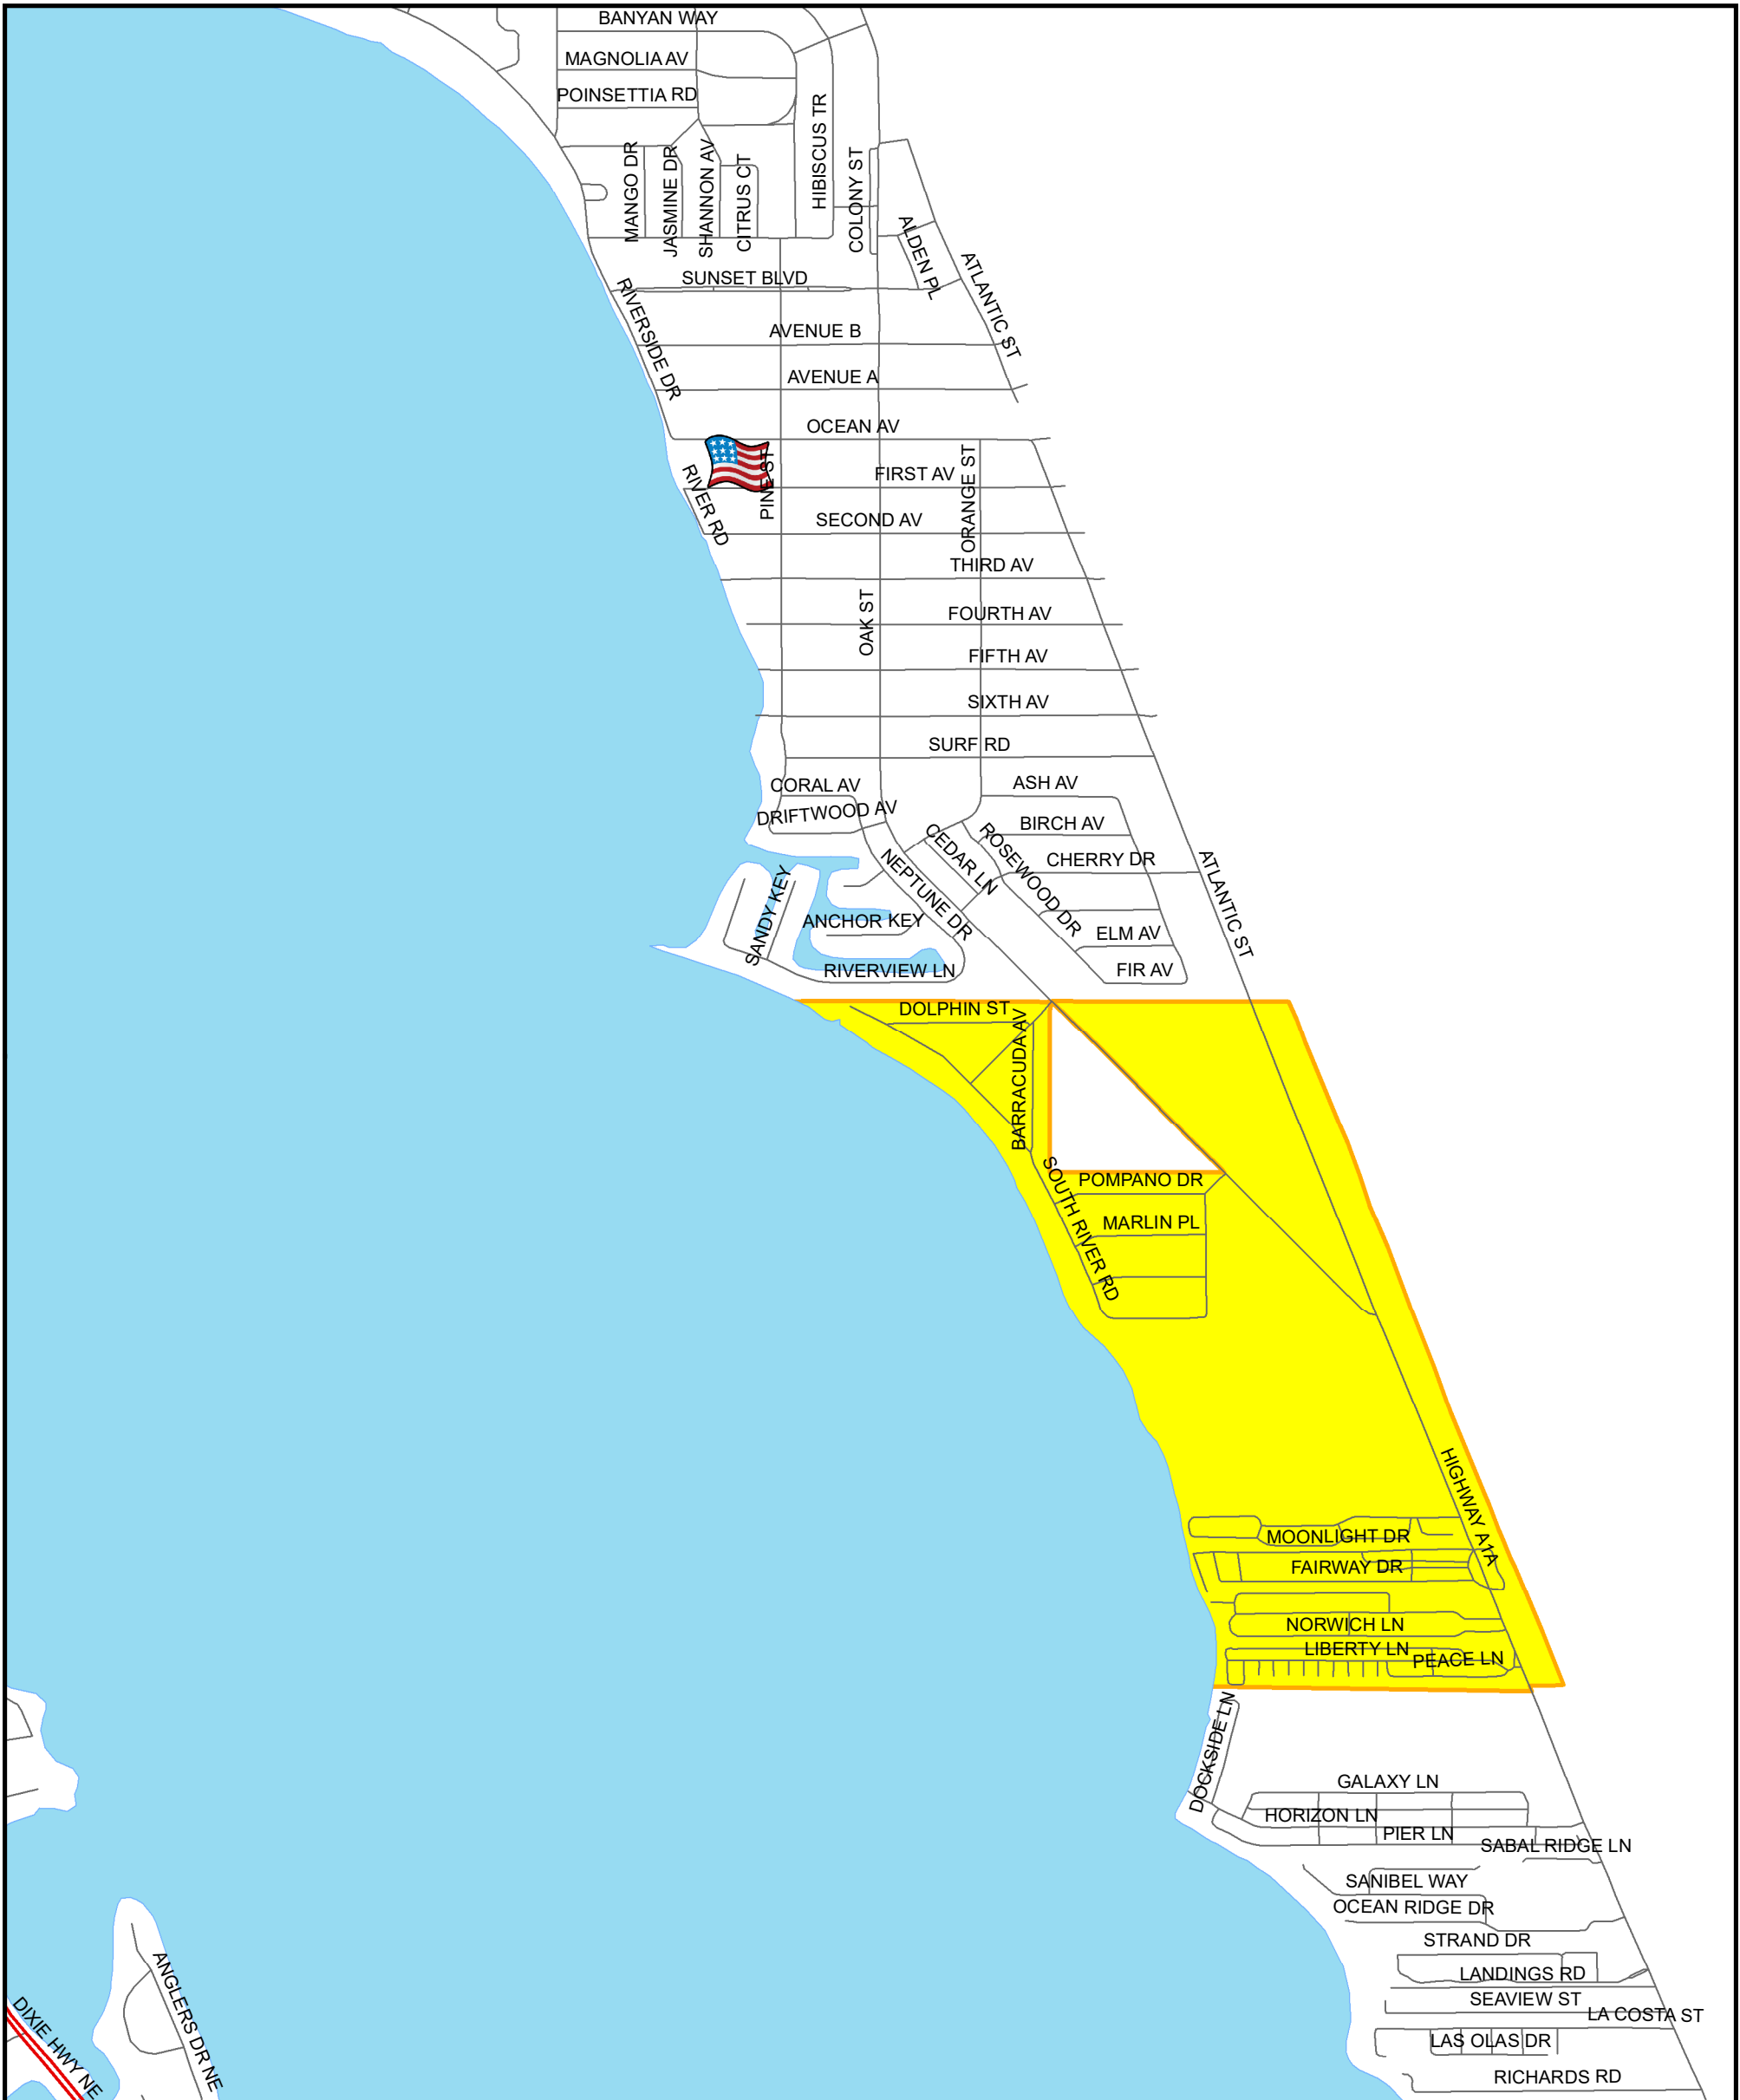 BANYAN WAY
MAGNOLIA AV
POINSETTIA RD
HIBISCUS TR
MANGO DR
JASMINE DR
SHANNON AV
CITRUS CT
COLONY ST
ALDEN PL
ATLANTIC ST
SUNSET BLVD
RIVERSIDE DR
AVENUE B
AVENUE A
OCEAN AV
PINE ST
FIRST AV
ORANGE ST
RIVER RD
SECOND AV
THIRD AV
OAK ST
FOURTH AV
FIFTH AV
SIXTH AV
SURF RD
CORAL AV
ASH AV
DRIFTWOOD AV
BIRCH AV
CEDAR LN
ROSEWOOD DR
CHERRY DR
ATLANTIC ST
NEPTUNE DR
SANDY KEY
ANCHOR KEY
ELM AV
RIVERVIEW LN
FIR AV
DOLPHIN ST
BARRACUDA AV
SOUTH RIVER RD
POMPANO DR
MARLIN PL
HIGHWAY A1A
MOONLIGHT DR
FAIRWAY DR
NORWICH LN
LIBERTY LN
PEACE LN
DOCKSIDE LN
GALAXY LN
HORIZON LN
PIER LN
SABAL RIDGE LN
SANIBEL WAY
OCEAN RIDGE DR
STRAND DR
LANDINGS RD
SEAVIEW ST
LA COSTA ST
LAS OLAS DR
RICHARDS RD
ANGLERS DR NE
DIXIE HWY NE